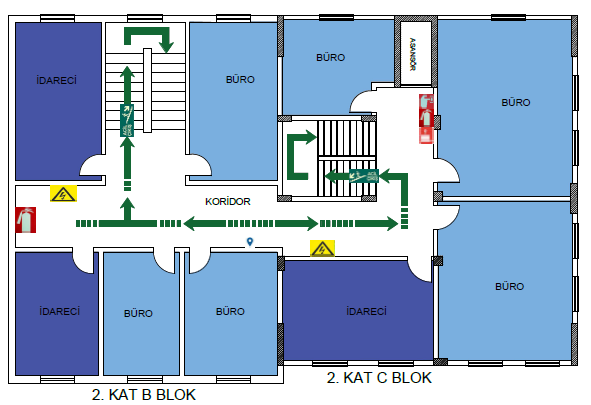 İDARECİ
BÜRO
BÜRO
ASANSÖR
BÜRO
KORİDOR
İDARECİ
BÜRO
BÜRO
İDARECİ
BÜRO
2. KAT B BLOK
2. KAT C BLOK